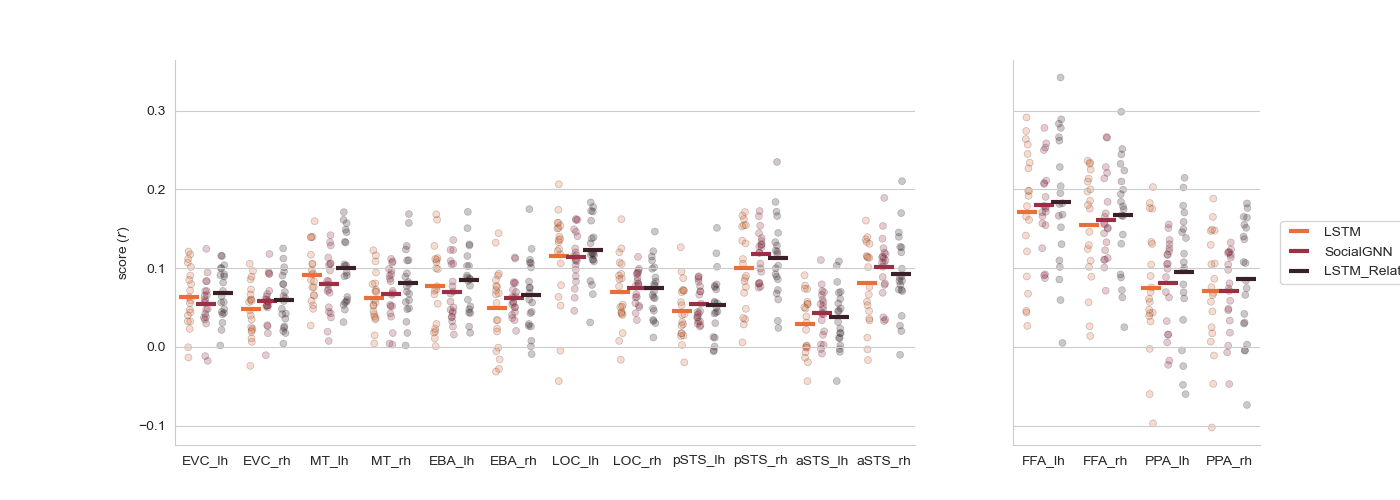 score (r)
0.3
0.2
0.1
0.0
−0.1
EVC_lh EVC_rh MT_lh MT_rh EBA_lh EBA_rh LOC_lh LOC_rh pSTS_lh pSTS_rh aSTS_lh aSTS_rh
FFA_lh FFA_rh PPA_lh PPA_rh
LSTM
SocialGNN
LSTM_Relat